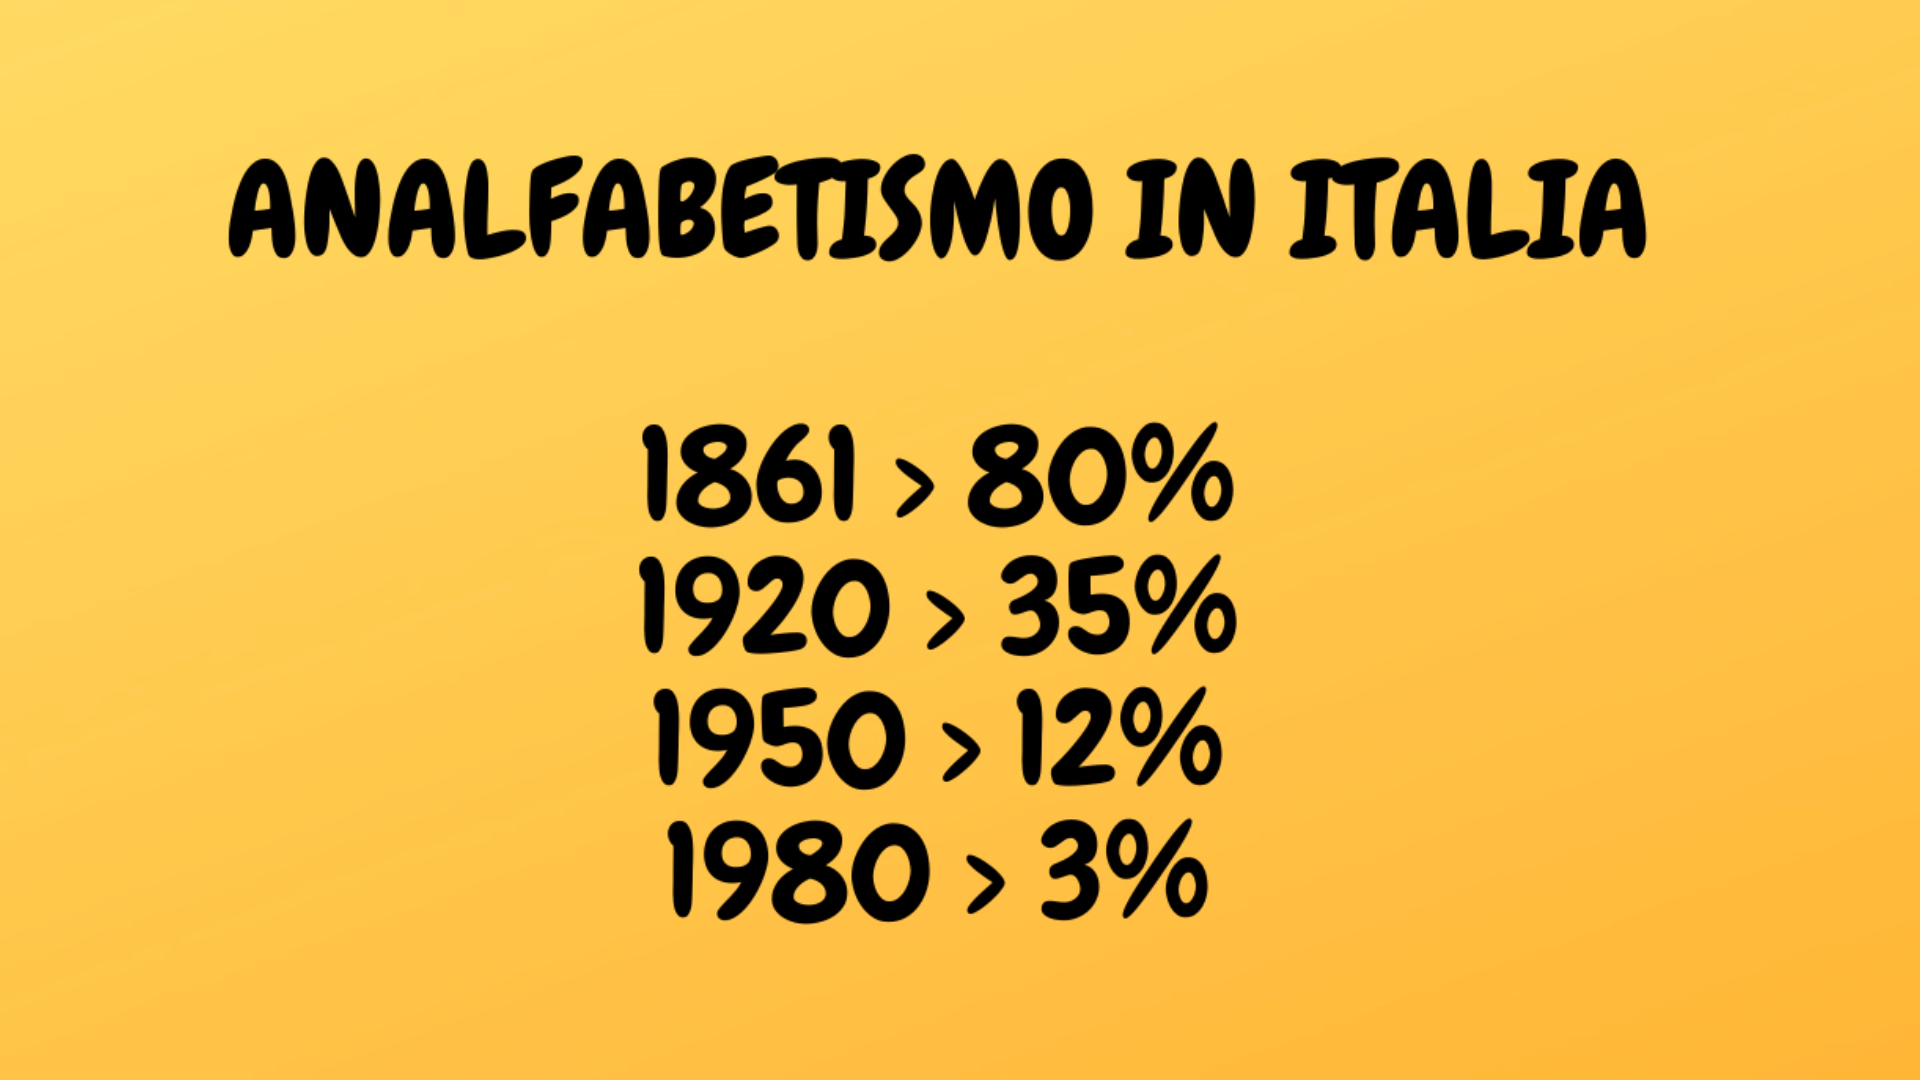 ANALFABETISMO IN ITALIA
1861 > 80%
1920 > 35%
1950 > 12%
1980 > 3%